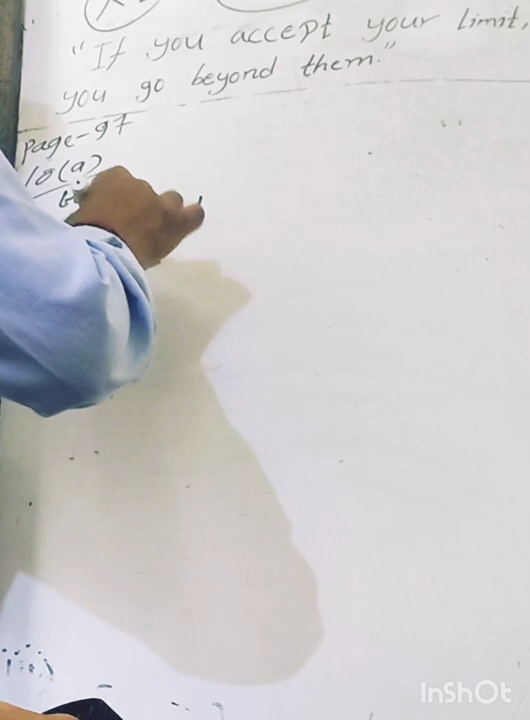 "If you accept your limit,
you go beyond them."
Page-97
10(a)
InShOt